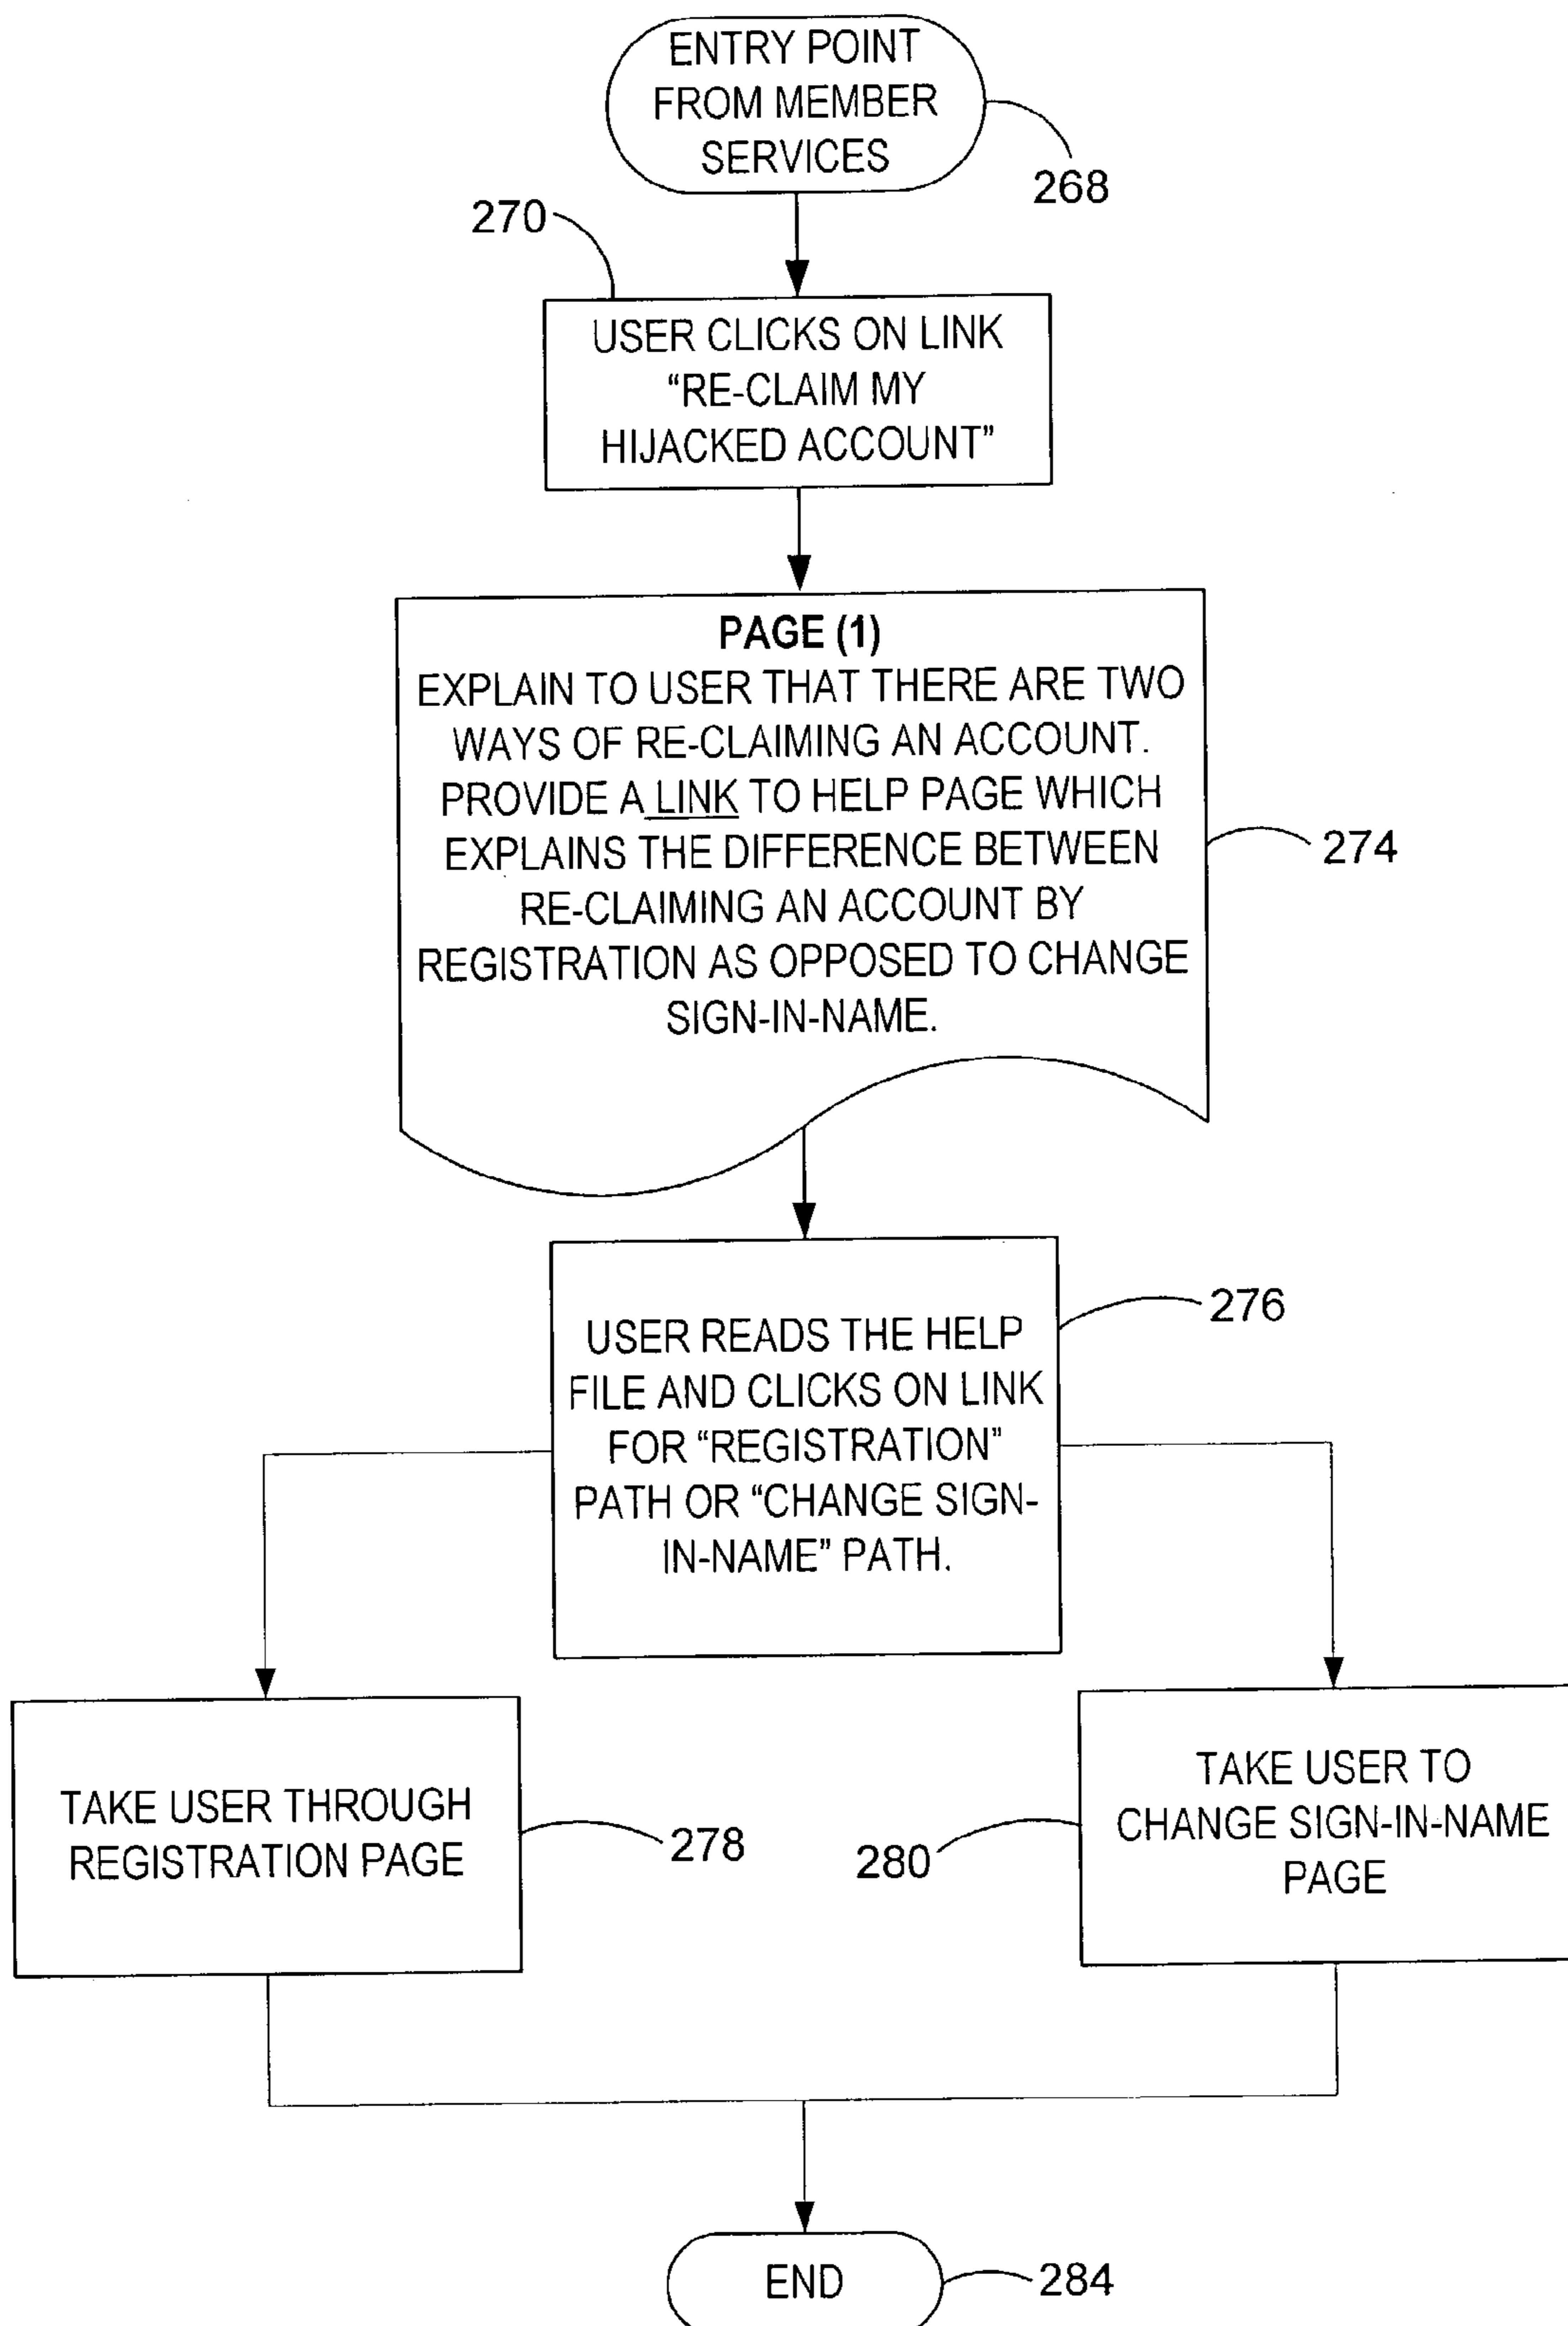 ENTRY POINT
FROM MEMBER
SERVICES
268
270
USER CLICKS ON LINK
“RE-CLAIM MY
HIJACKED ACCOUNT”
PAGE (1)
EXPLAIN TO USER THAT THERE ARE TWO
WAYS OF RE-CLAIMING AN ACCOUNT.
PROVIDE A LINK TO HELP PAGE WHICH
EXPLAINS THE DIFFERENCE BETWEEN
RE-CLAIMING AN ACCOUNT BY
REGISTRATION AS OPPOSED TO CHANGE
SIGN-IN-NAME.
274
276
USER READS THE HELP
FILE AND CLICKS ON LINK
FOR “REGISTRATION”
PATH OR “CHANGE SIGN-
IN-NAME” PATH.
TAKE USER THROUGH
REGISTRATION PAGE
278
280
TAKE USER TO
CHANGE SIGN-IN-NAME
PAGE
END
284